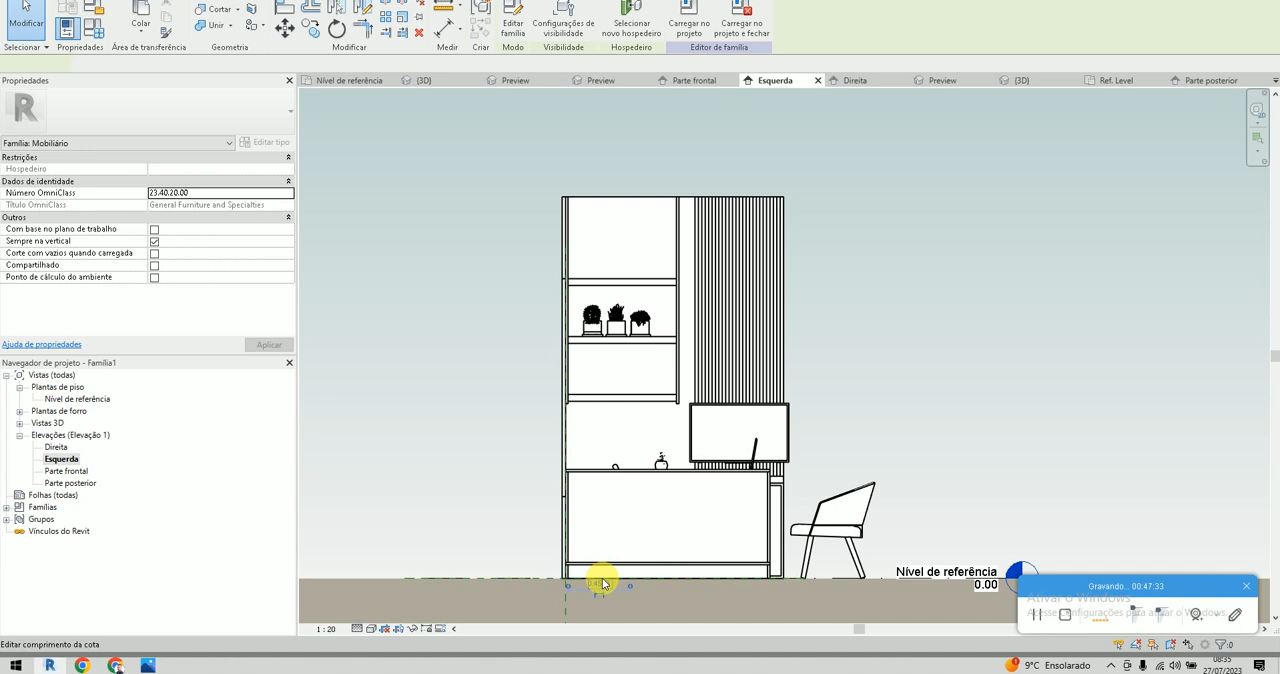 Modificar
Selecionar
Propriedades
Colar
Área de transferência
Cortar
Unir
Geometria
Modificar
Medir
Criar
Editar família
Modo
Configurações de visibilidade
Visibilidade
Selecionar novo hospedeiro
Hospedeiro
Carregar no projeto
Carregar no projeto e fechar
Editor de família
Propriedades
Nível de referência
{3D}
Preview
Preview
Parte frontal
Esquerda
Direita
Preview
{3D}
Ref. Level
Parte posterior
R
Família: Mobiliário
Editar tipo
Restrições
Hospedeiro
Dados de identidade
Número OmniClass 23.40.20.00
Título OmniClass General Furniture and Specialties
Outros
Com base no plano de trabalho
Sempre na vertical
Corte com vazios quando carregada
Compartilhado
Ponto de cálculo do ambiente
Ajuda de propriedades
Aplicar
Navegador de projeto - Família1
Vistas (todas)
Plantas de piso
Nível de referência
Plantas de forro
Vistas 3D
Elevações (Elevação 1)
Direita
Esquerda
Parte frontal
Parte posterior
Folhas (todas)
Famílias
Grupos
Vínculos do Revit
Nível de referência
0.00
Gravando... 00:47:33
Ativar o Windows
Acesse Configurações para ativar o Windows.
1 : 20
Editar comprimento da cota
:0
R
9°C Ensolarado
08:35
27/07/2023